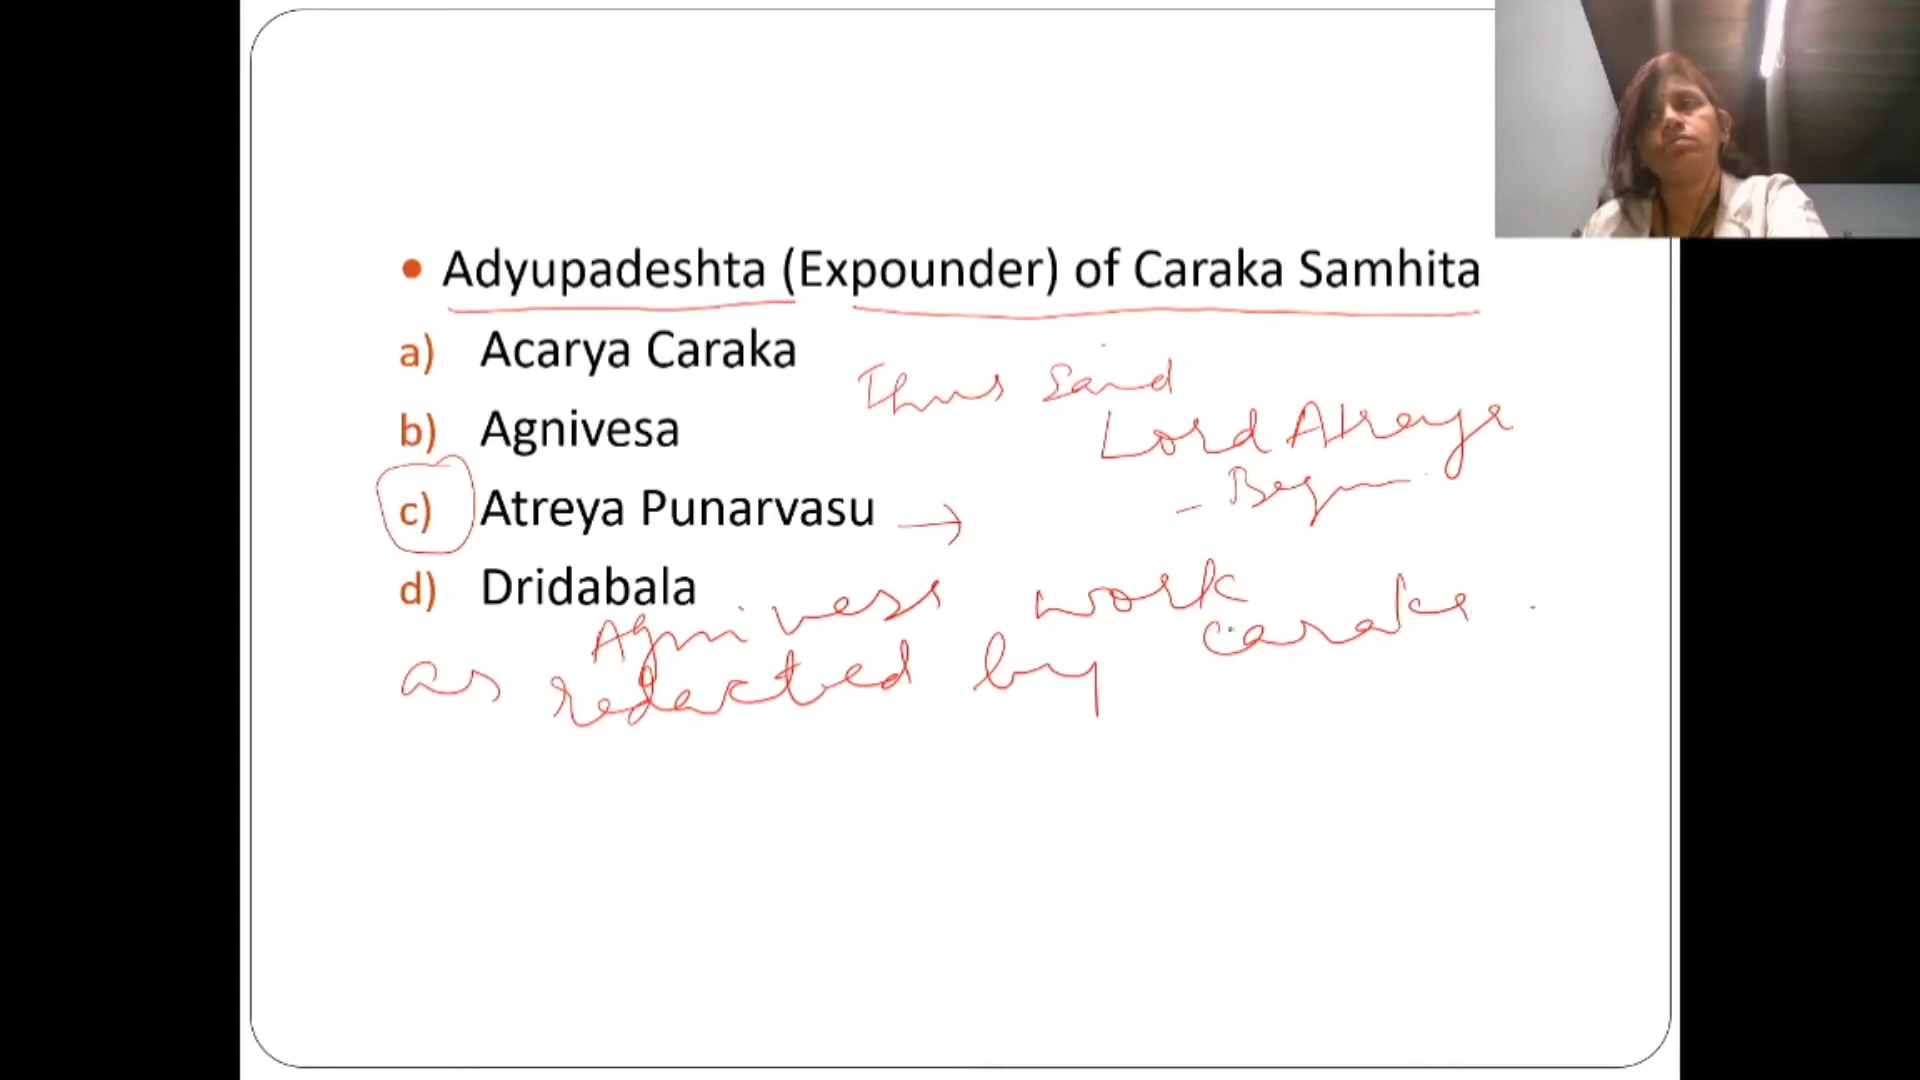 • Adyupadeshta (Expounder) of Caraka Samhita
a) Acarya Caraka
Thus Said
Lord Atreya
b) Agnivesa
- Begin
c) Atreya Punarvasu →
d) Dridabala
Agnivess work
as redacted by Caraka